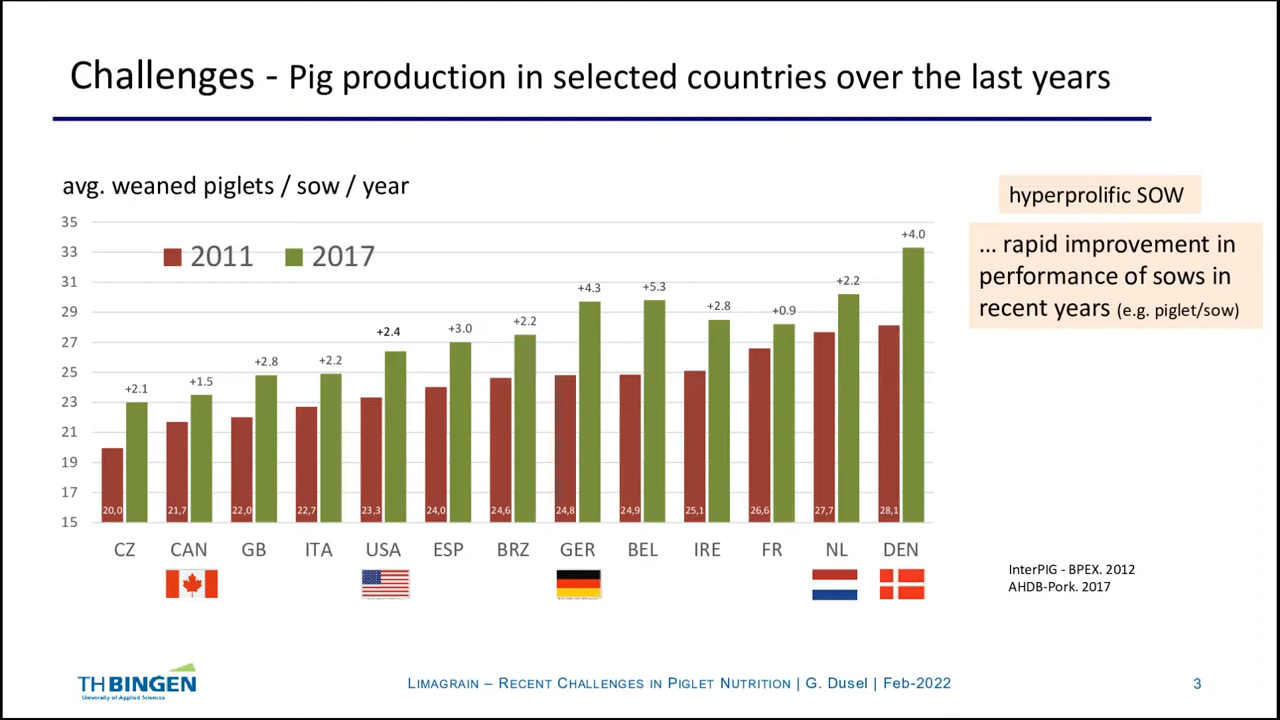 Challenges - Pig production in selected countries over the last years
avg. weaned piglets / sow / year
hyperprolific SOW
... rapid improvement in
performance of sows in
recent years (e.g. piglet/sow)
35
33
31
29
27
25
23
21
19
17
15
2011 2017
+2.1
+1.5
+2.8
+2.2
+2.4
+3.0
+2.2
+4.3
+5.3
+2.8
+0.9
+2.2
+4.0
20,0 21,7 22,0 22,7 23,3 24,0 24,6 24,8 24,9 25,1 26,6 27,7 28,1
CZ CAN GB ITA USA ESP BRZ GER BEL IRE FR NL DEN
InterPIG - BPEX. 2012
AHDB-Pork. 2017
TH BINGEN
University of Applied Sciences
LIMAGRAIN – RECENT CHALLENGES IN PIGLET NUTRITION | G. Dusel | Feb-2022
3